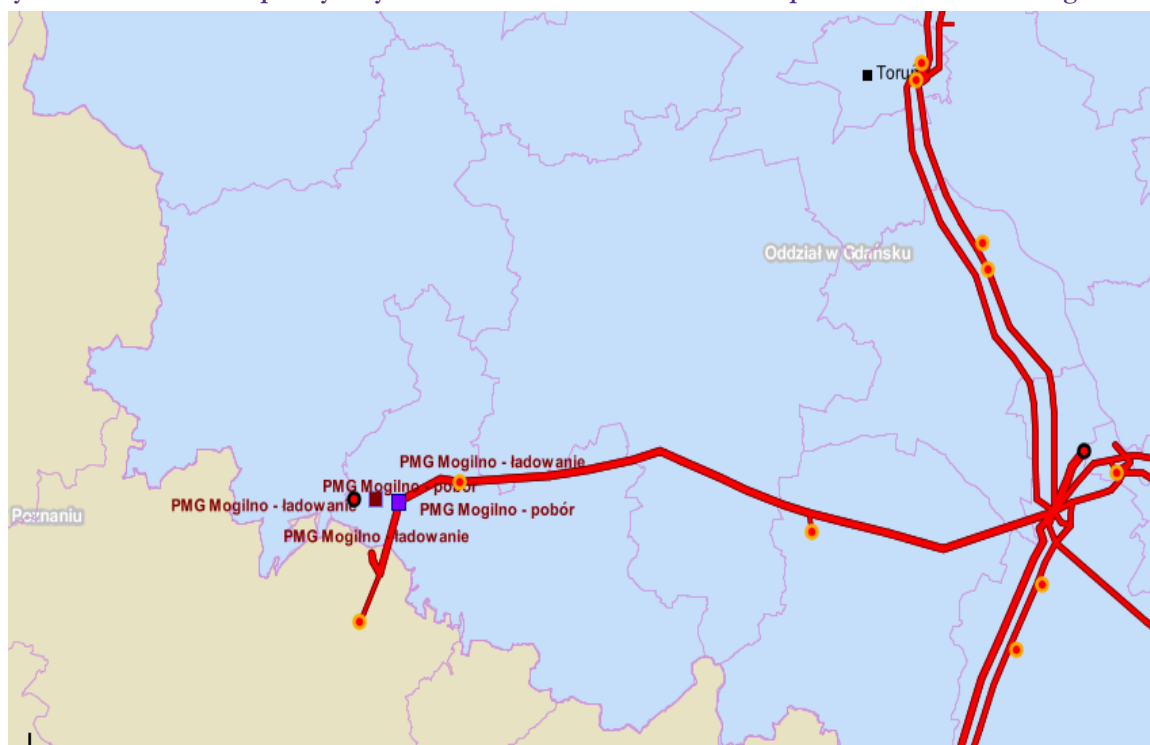 Toruń
Oddział w Gdańsku
PMG Mogilno - ładowanie
PMG Mogilno - pobór
PMG Mogilno - ładowanie
PMG Mogilno - pobór
Poznaniu
PMG Mogilno - ładowanie